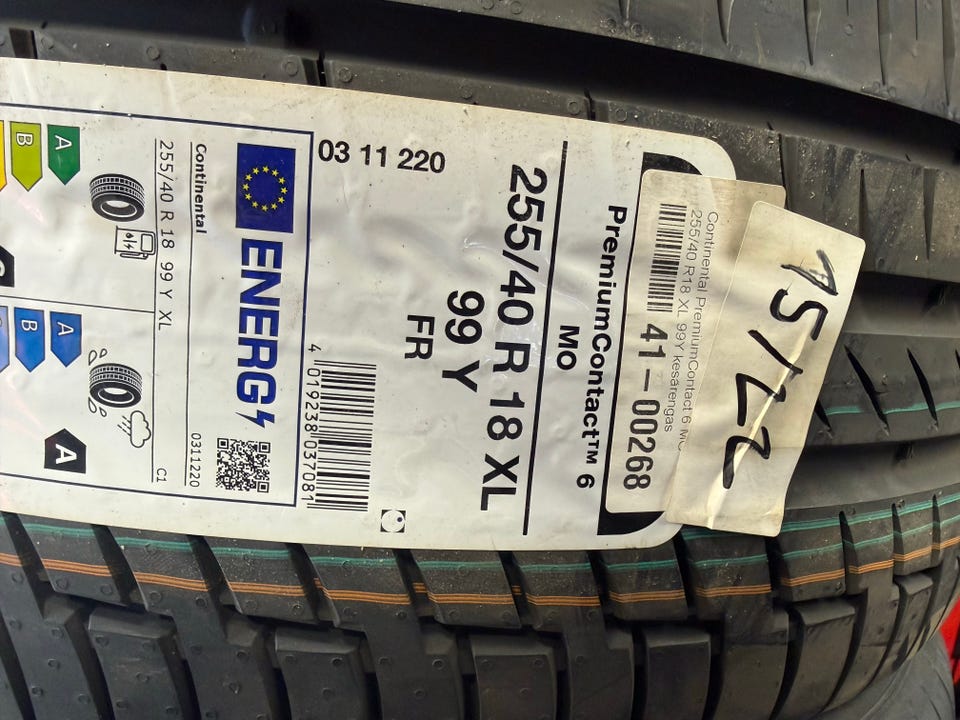 15/22
Continental PremiumContact 6 MO
255/40 R18 XL 99Y kesärengas
41-00268
PremiumContact™ 6
MO
255/40 R 18 XL
99 Y
FR
03 11 220
4 019238 037081
ENERG
Continental
0311220
255/40 R 18 99 Y XL
C1
A
B
A
B
A